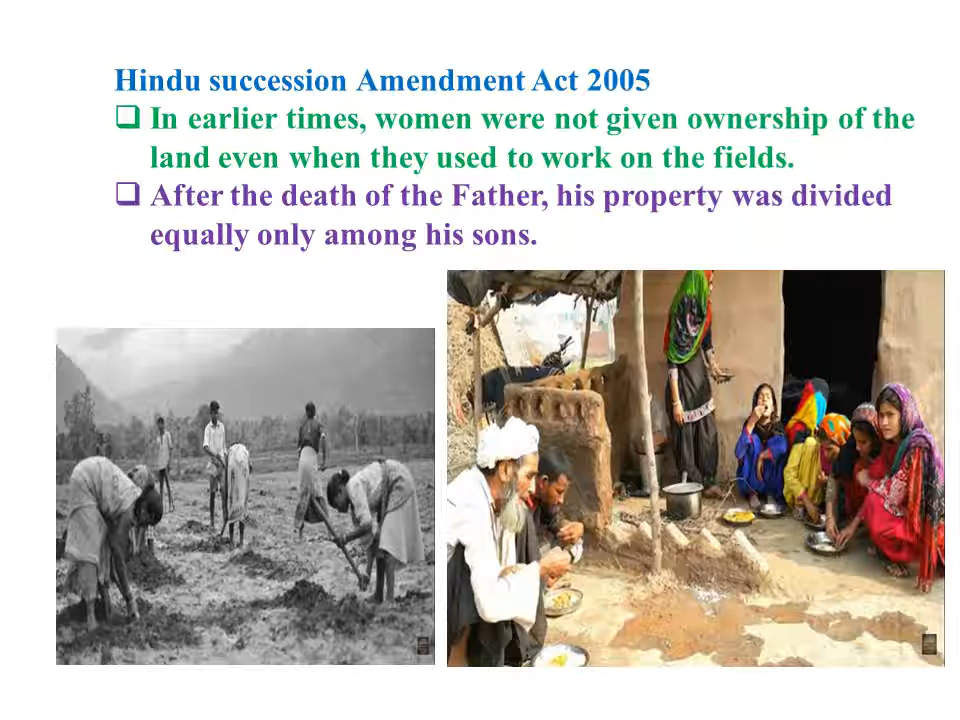 Hindu succession Amendment Act 2005
❑ In earlier times, women were not given ownership of the
land even when they used to work on the fields.
❑ After the death of the Father, his property was divided
equally only among his sons.